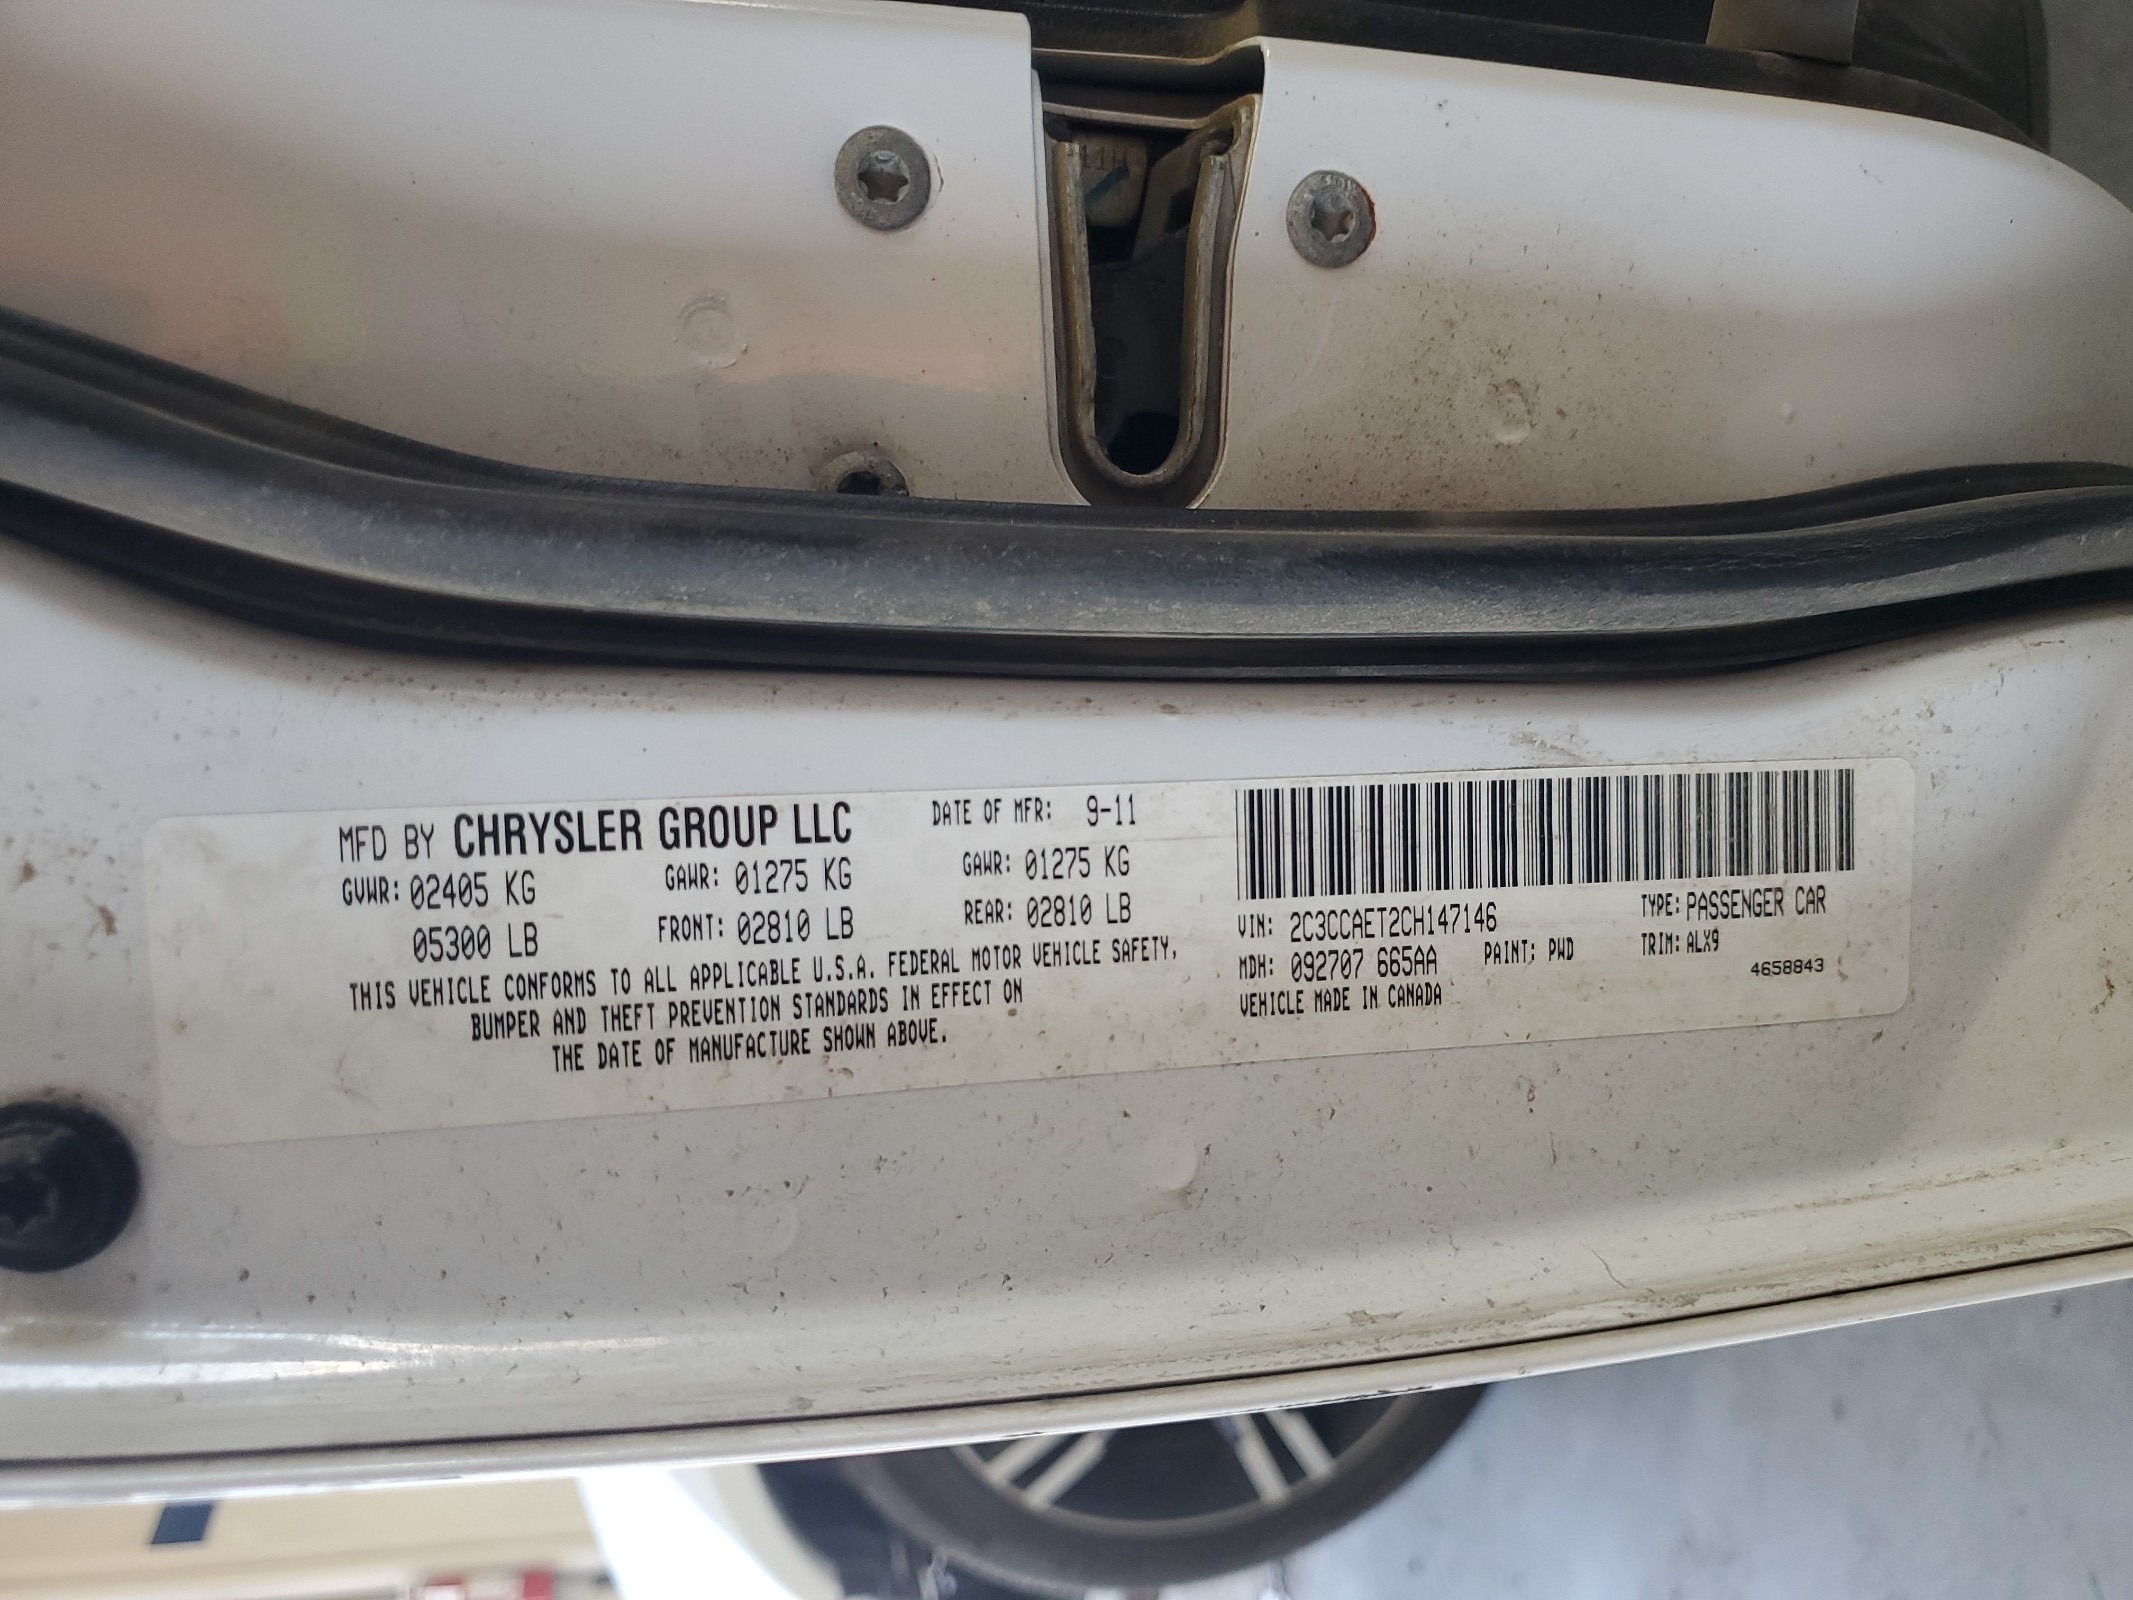 MFD BY CHRYSLER GROUP LLC
DATE OF MFR: 9-11
GVWR: 02405 KG
GAWR: 01275 KG
GAWR: 01275 KG
05300 LB
FRONT: 02810 LB
REAR: 02810 LB
THIS VEHICLE CONFORMS TO ALL APPLICABLE U.S.A. FEDERAL MOTOR VEHICLE SAFETY,
BUMPER AND THEFT PREVENTION STANDARDS IN EFFECT ON
THE DATE OF MANUFACTURE SHOWN ABOVE.
VIN: 2C3CCAET2CH147146
TYPE: PASSENGER CAR
MDH: 092707 665AA
PAINT: PWD
TRIM: ALX9
VEHICLE MADE IN CANADA
4658843